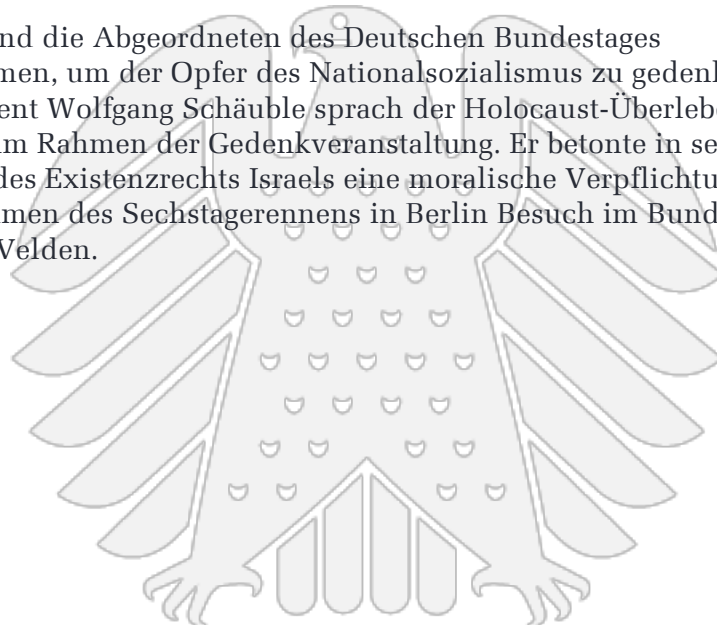 nd die Abgeordneten des Deutschen Bundestages
men, um der Opfer des Nationalsozialismus zu gedenk
ent Wolfgang Schäuble sprach der Holocaust-Überlebe
m Rahmen der Gedenkveranstaltung. Er betonte in se
des Existenzrechts Israels eine moralische Verpflichtu
men des Sechstagerennens in Berlin Besuch im Bund
Velden.